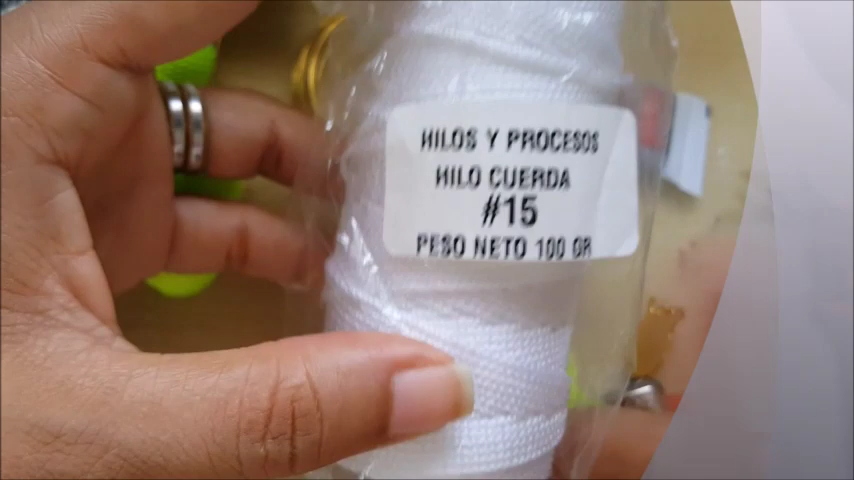 HILOS Y PROCESOS
HILO CUERDA
#15
PESO NETO 100 GR